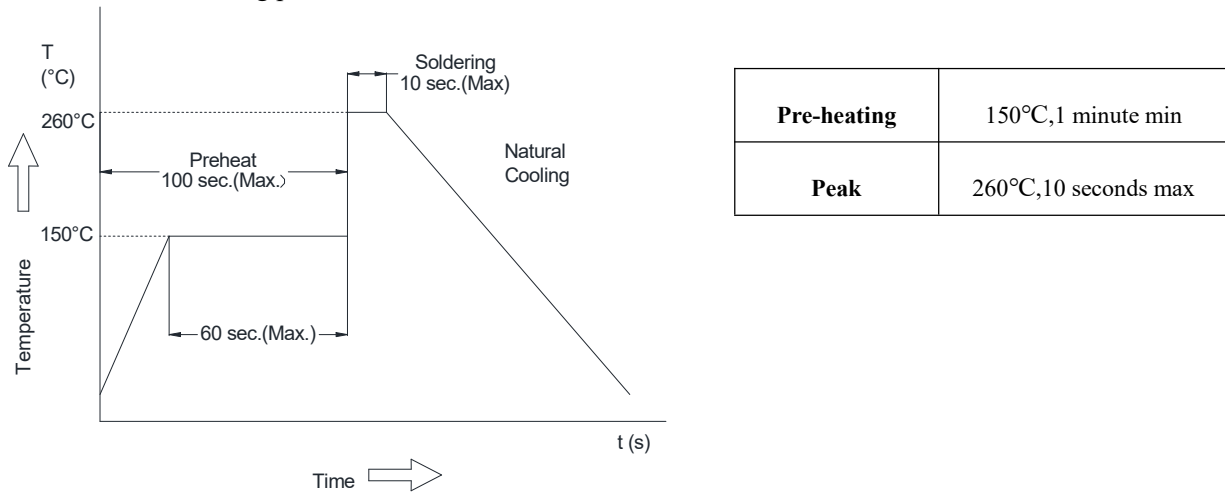 T
(°C)
Soldering
10 sec.(Max)
260°C
Preheat
100 sec.(Max.)
Natural
Cooling
150°C
60 sec.(Max.)
Temperature
t (s)
Time
Pre-heating 150°C,1 minute min
Peak 260°C,10 seconds max